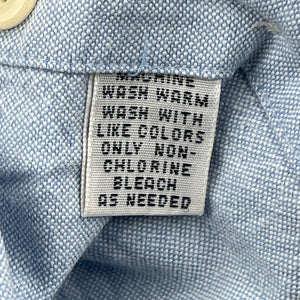 MACHINE
WASH WARM
WASH WITH
LIKE COLORS
ONLY NON-
CHLORINE
BLEACH
AS NEEDED